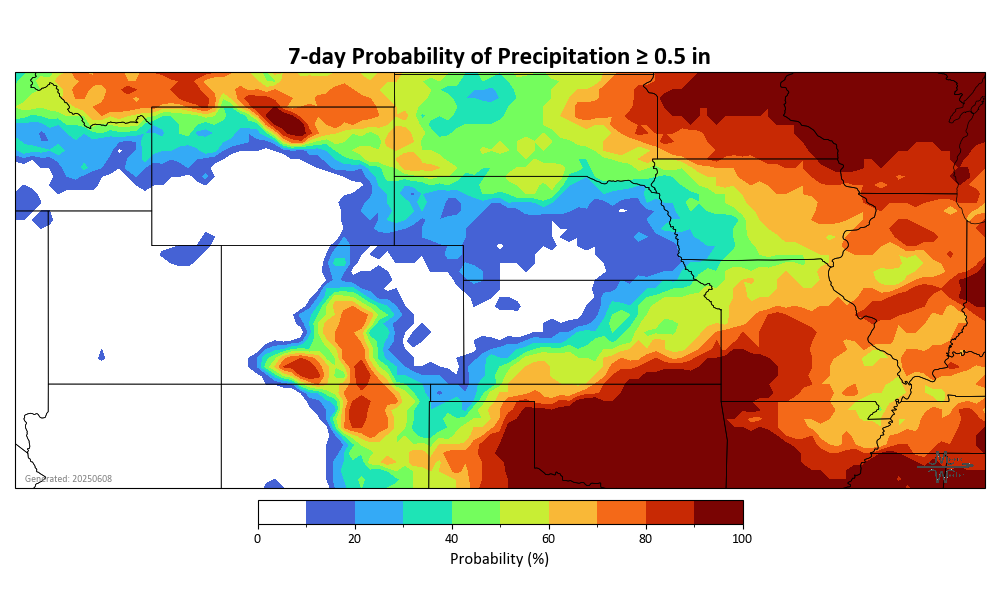 7-day Probability of Precipitation ≥ 0.5 in
Generated: 20250608
0 20 40 60 80 100
Probability (%)